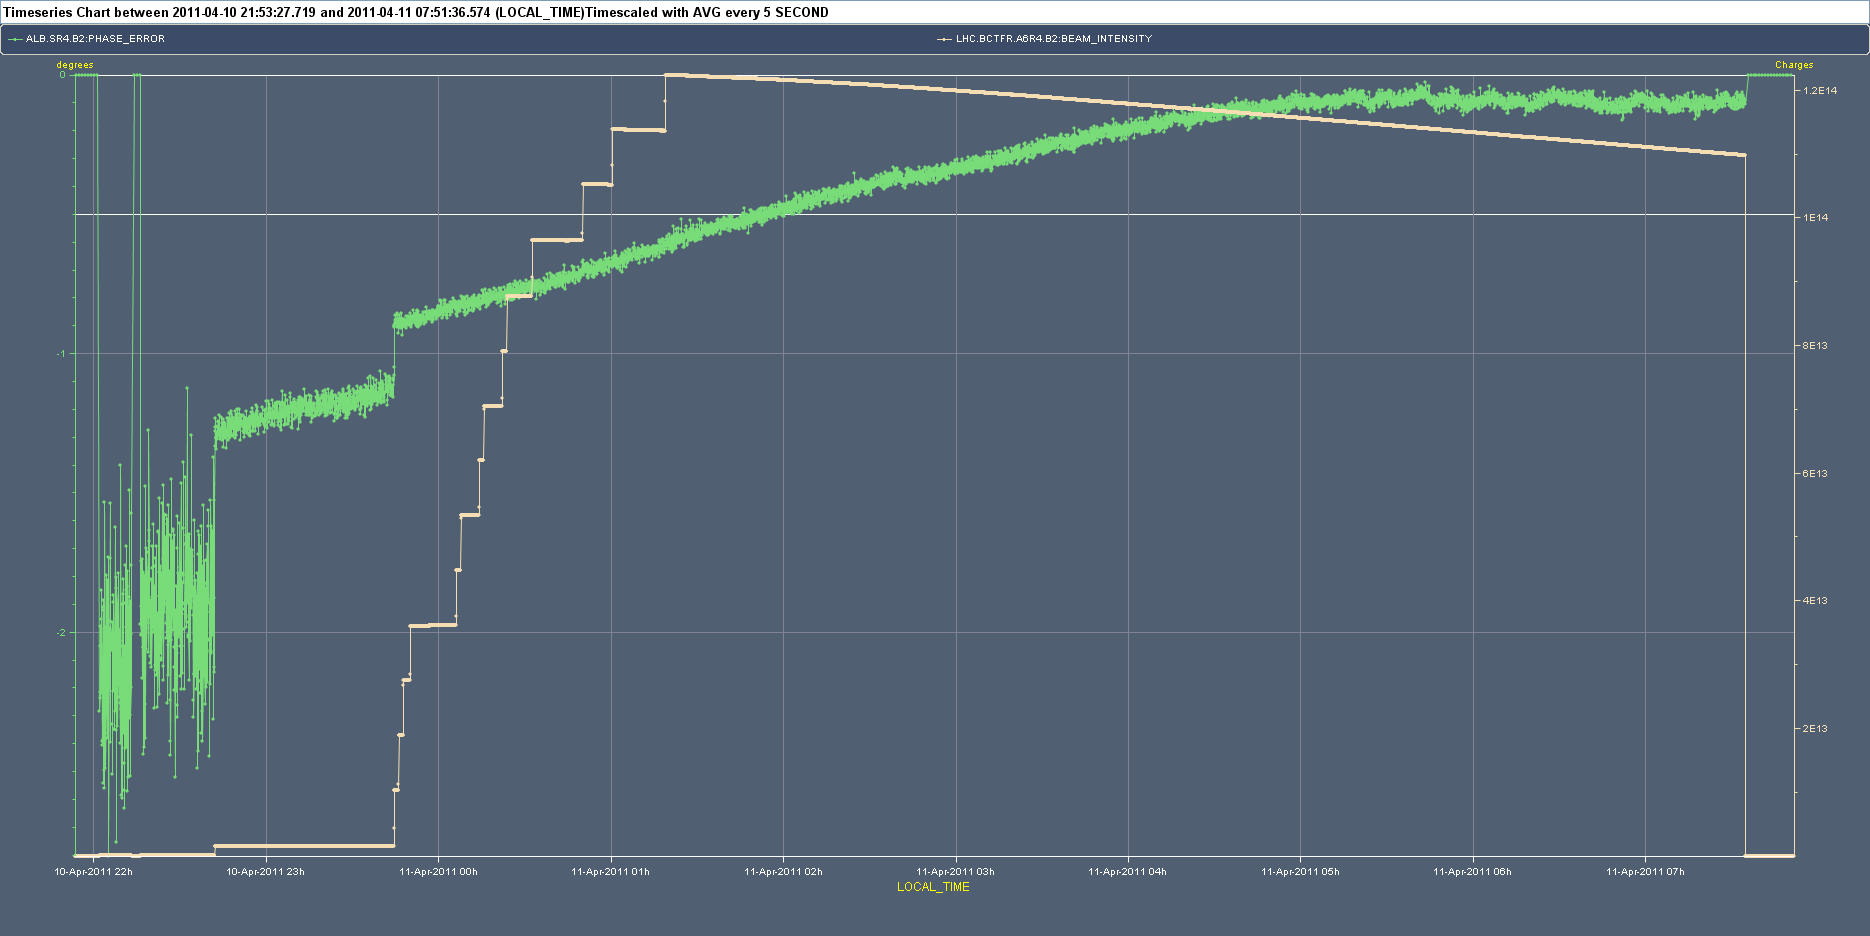 Timeseries Chart between 2011-04-10 21:53:27.719 and 2011-04-11 07:51:36.574 (LOCAL_TIME)Timescaled with AVG every 5 SECOND
ALB.SR4.B2:PHASE_ERROR LHC.BCTFR.A6R4.B2:BEAM_INTENSITY
degrees Charges
0
1.2E14
1E14
-1 8E13
6E13
4E13
-2
2E13
10-Apr-2011 22h 10-Apr-2011 23h 11-Apr-2011 00h 11-Apr-2011 01h 11-Apr-2011 02h 11-Apr-2011 03h 11-Apr-2011 04h 11-Apr-2011 05h 11-Apr-2011 06h 11-Apr-2011 07h
LOCAL_TIME